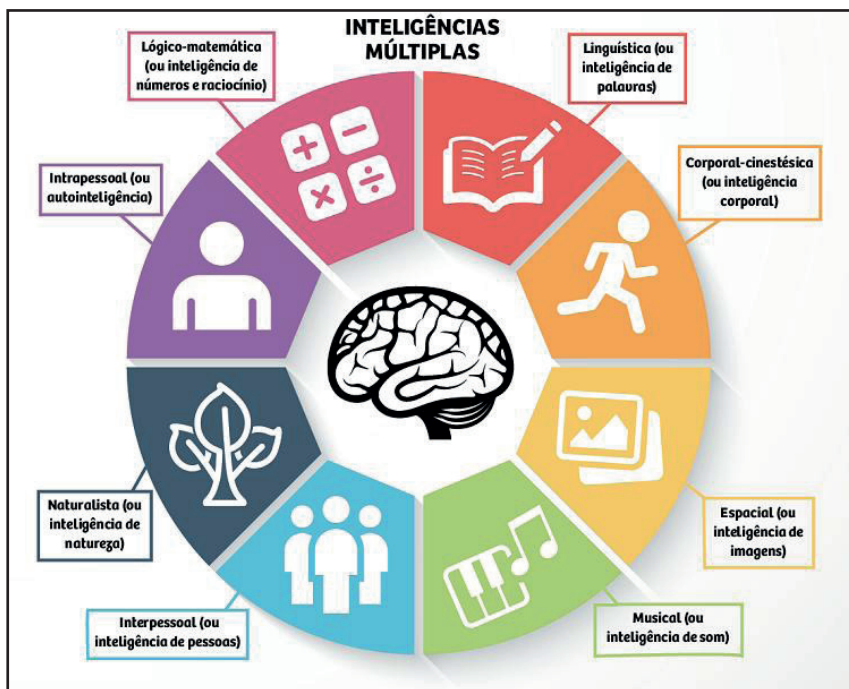 INTELIGÊNCIAS
MÚLTIPLAS
Lógico-matemática
(ou inteligência de
números e raciocínio)
Linguística (ou
inteligência de
palavras)
Intrapessoal (ou
autointeligência)
Corporal-cinestésica
(ou inteligência
corporal)
Naturalista (ou
inteligência de
natureza)
Espacial (ou
inteligência de
imagens)
Interpessoal (ou
inteligência de pessoas)
Musical (ou
inteligência de som)